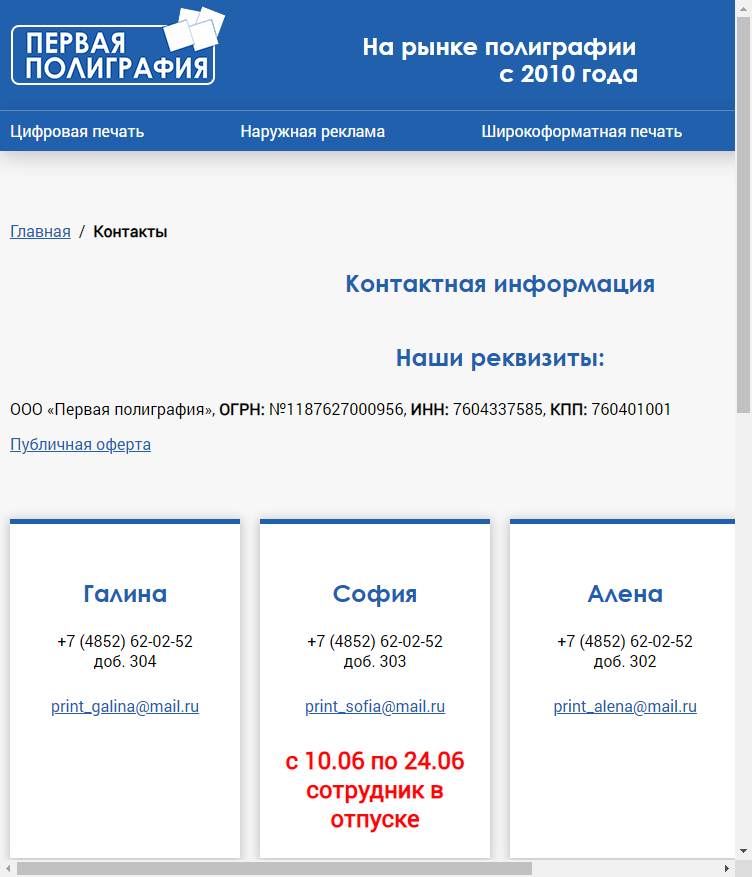 ПЕРВАЯ
ПОЛИГРАФИЯ
На рынке полиграфии
с 2010 года
Цифровая печать
Наружная реклама
Широкоформатная печать
Главная / Контакты
Контактная информация
Наши реквизиты:
ООО «Первая полиграфия», ОГРН: №1187627000956, ИНН: 7604337585, КПП: 760401001
Публичная оферта
Галина
+7 (4852) 62-02-52
доб. 304
print_galina@mail.ru
София
+7 (4852) 62-02-52
доб. 303
print_sofia@mail.ru
с 10.06 по 24.06
сотрудник в
отпуске
Алена
+7 (4852) 62-02-52
доб. 302
print_alena@mail.ru